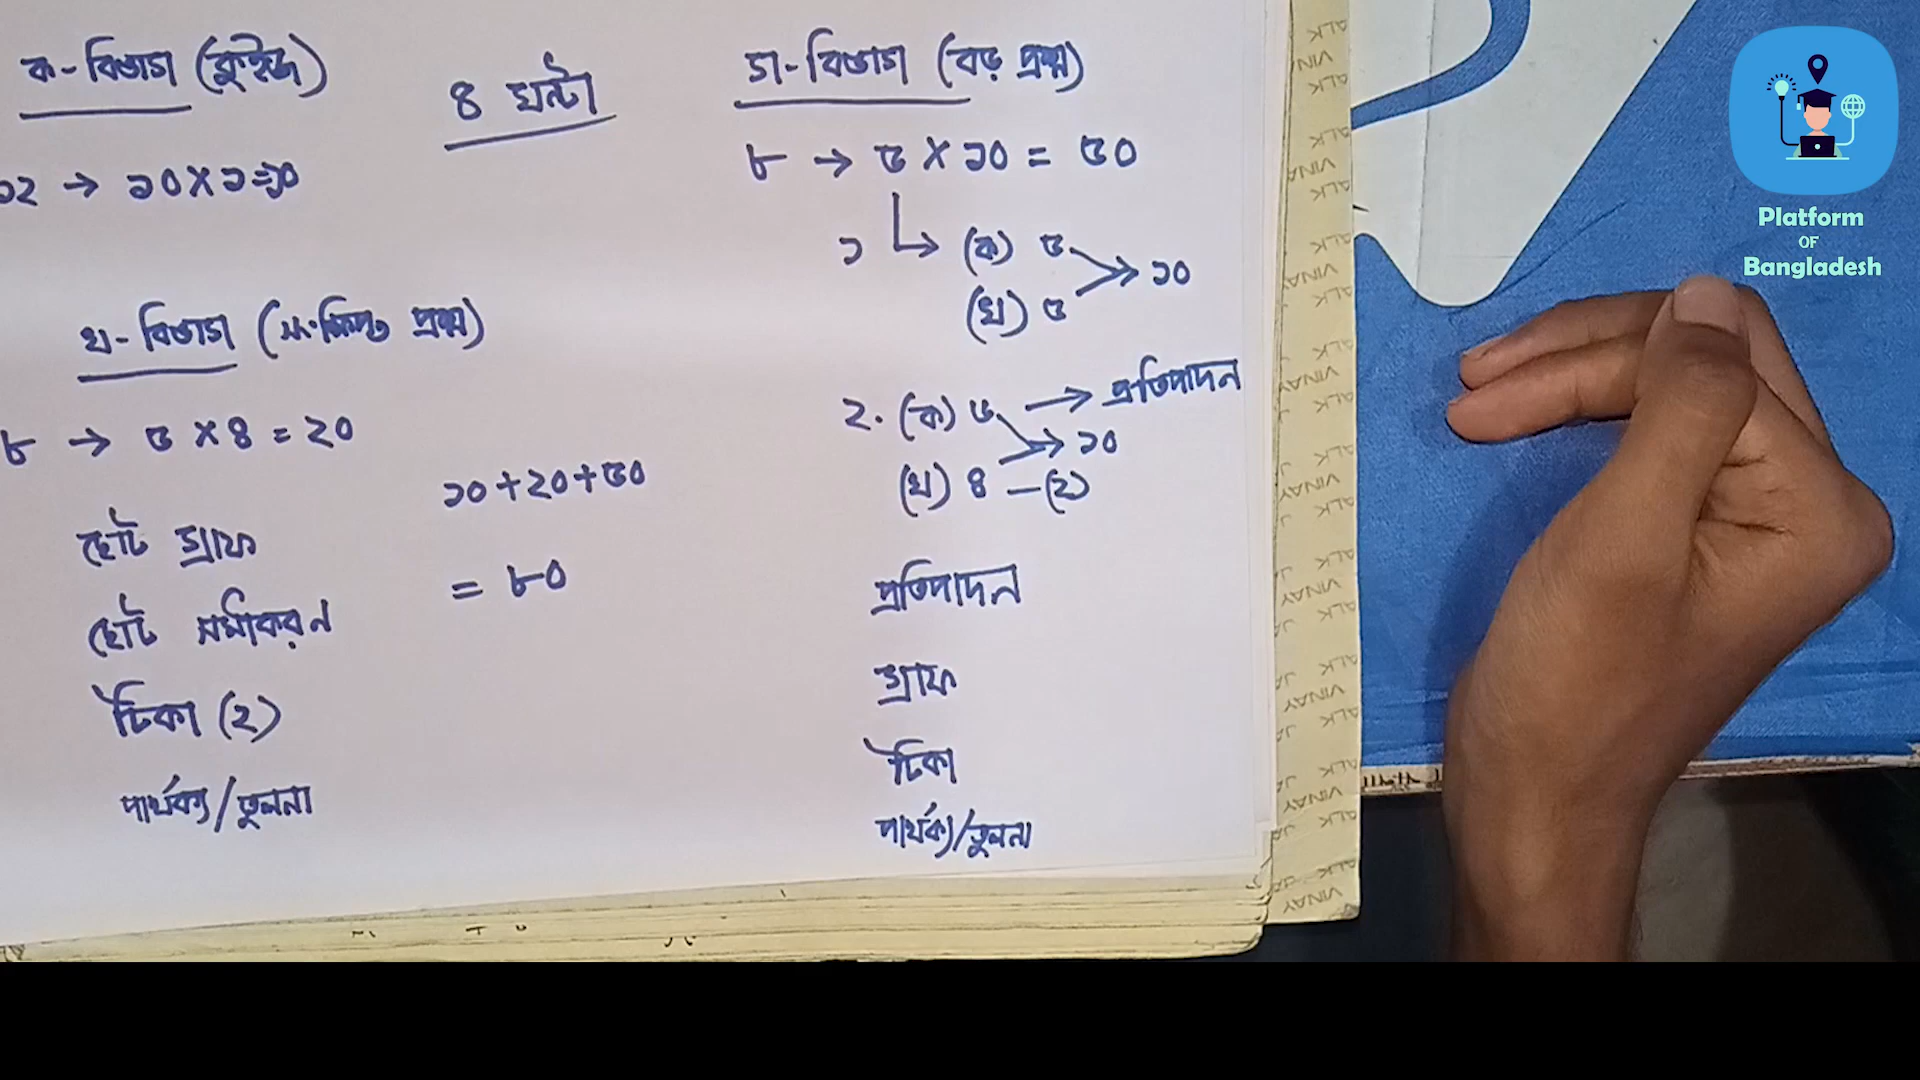 ক-বিভাগ (কুইজ)
১২ → ১০×১=১০
৪ ঘন্টা
খ-বিভাগ (সংক্ষিপ্ত প্রশ্ন)
৮ → ৫×৪=২০
ছোট গ্রাফ
ছোট সমীকরণ
টিকা (২)
পার্থক্য/তুলনা
১০+২০+৫০
= ৮০
গ-বিভাগ (বড় প্রশ্ন)
৮ → ৫×১০ = ৫০
১ → (ক) ৫ → ১০
(খ) ৫
২. (ক) ৬ → প্রতিপাদন
→ ১০
(খ) ৪ –(২)
প্রতিপাদন
গ্রাফ
টিকা
পার্থক্য/তুলনা
Platform
OF
Bangladesh